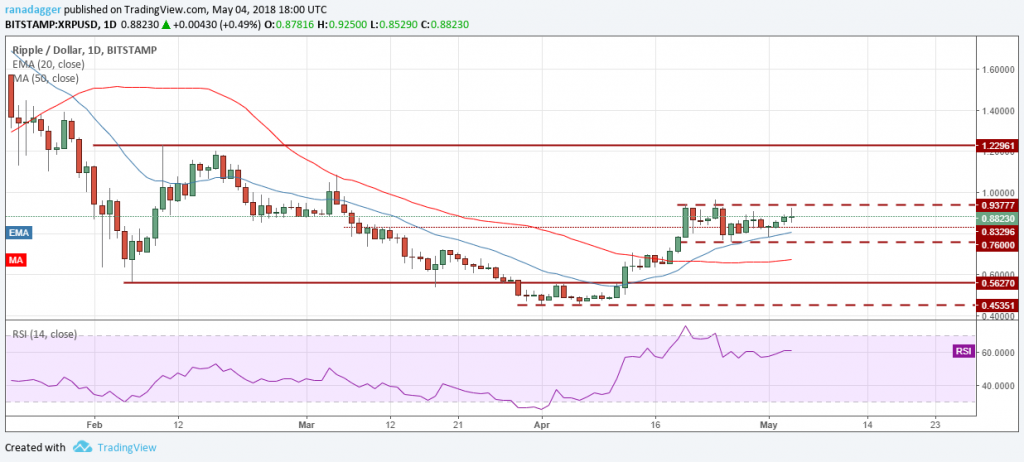 ranadagger published on TradingView.com, May 04, 2018 18:00 UTC
BITSTAMP:XRPUSD, 1D 0.88230 ▲ +0.00430 (+0.49%) O:0.87816 H:0.92500 L:0.85290 C:0.88230
Ripple / Dollar, 1D, BITSTAMP
EMA (20, close)
MA (50, close)
1.60000
1.40000
1.22961
1.20000
1.00000
0.93777
0.88230
0.83296
0.76000
0.60000
0.56270
0.45351
0.40000
EMA
MA
RSI (14, close)
RSI
60.0000
40.0000
Feb 12 Mar 12 21 Apr 16 May 14 23
Created with TradingView